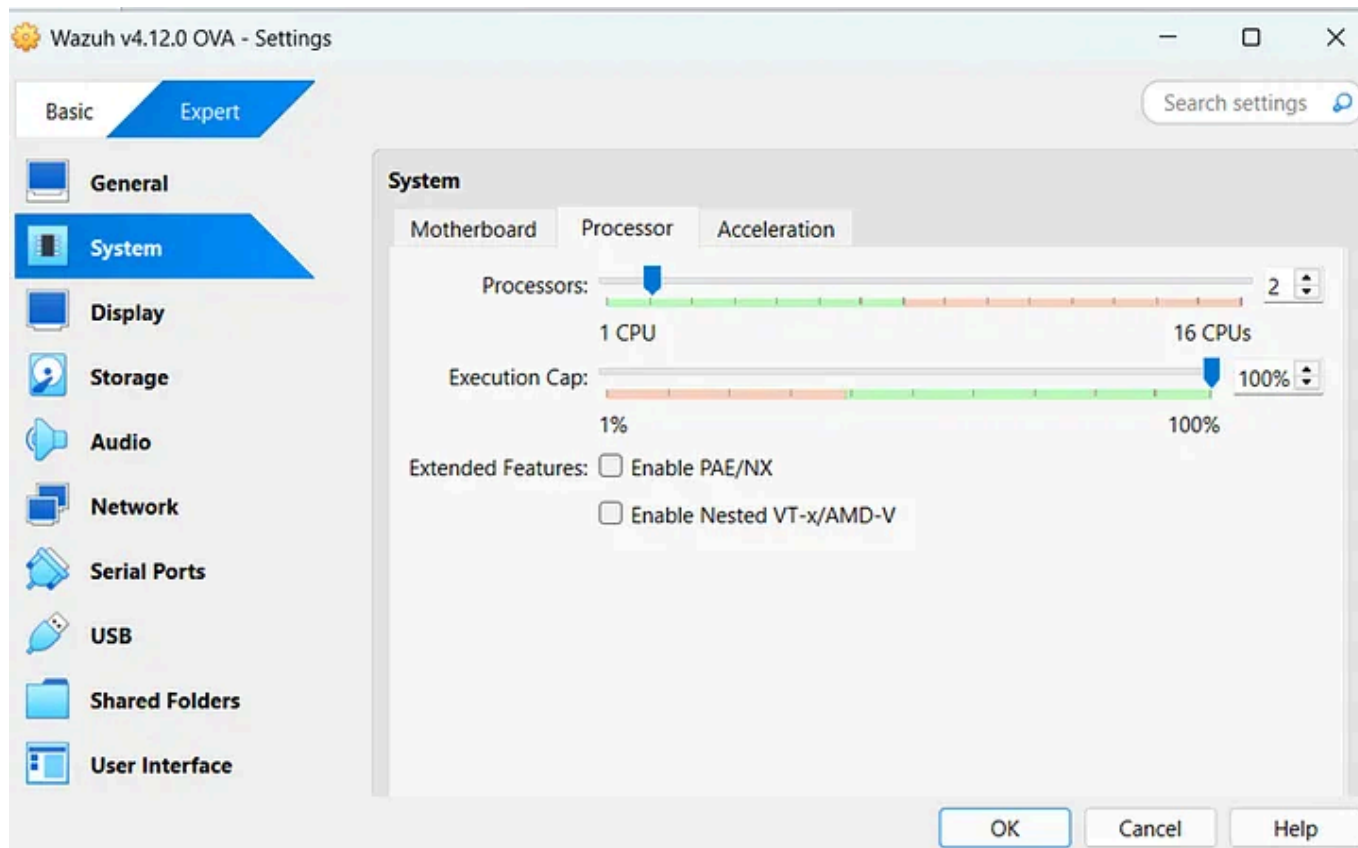 Wazuh v4.12.0 OVA - Settings
Basic
Expert
Search settings
General
System
Display
Storage
Audio
Network
Serial Ports
USB
Shared Folders
User Interface
System
Motherboard
Processor
Acceleration
Processors:
2
1 CPU
16 CPUs
Execution Cap:
100%
1%
100%
Extended Features:
Enable PAE/NX
Enable Nested VT-x/AMD-V
OK
Cancel
Help